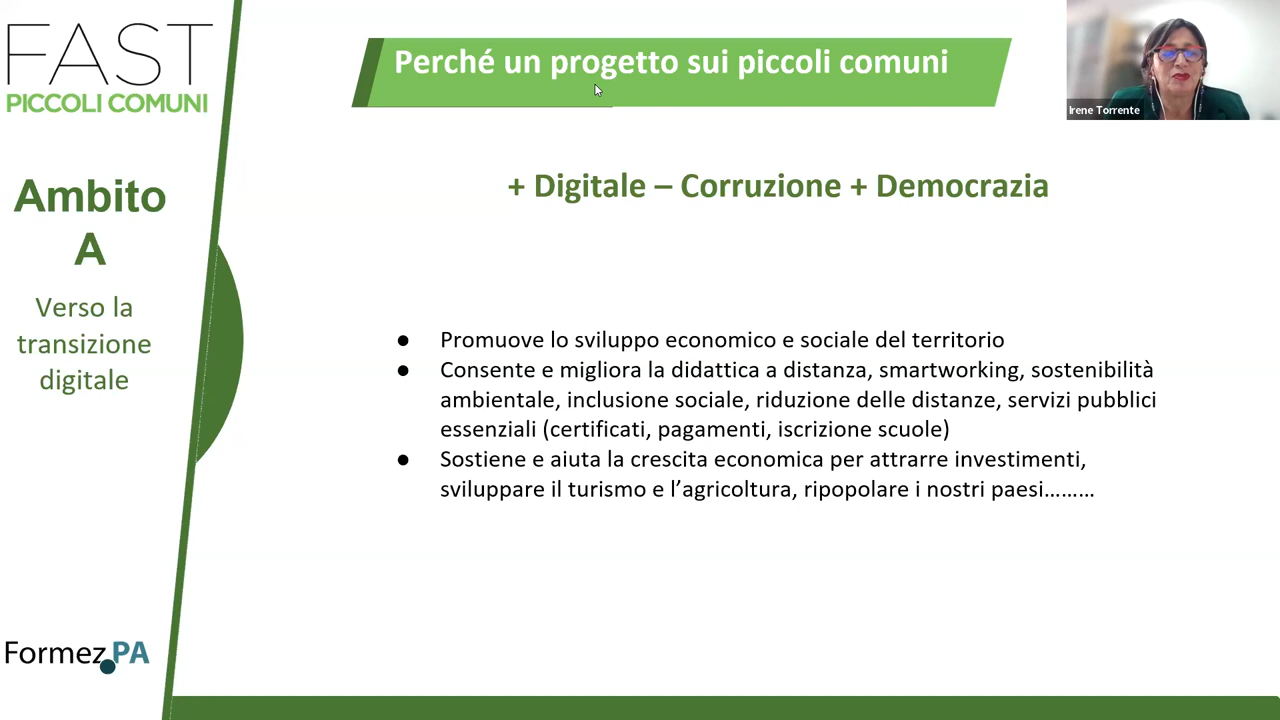 FAST
PICCOLI COMUNI
Perché un progetto sui piccoli comuni
Irene Torrente
Ambito
A
Verso la
transizione
digitale
+ Digitale – Corruzione + Democrazia
● Promuove lo sviluppo economico e sociale del territorio
● Consente e migliora la didattica a distanza, smartworking, sostenibilità
ambientale, inclusione sociale, riduzione delle distanze, servizi pubblici
essenziali (certificati, pagamenti, iscrizione scuole)
● Sostiene e aiuta la crescita economica per attrarre investimenti,
sviluppare il turismo e l’agricoltura, ripopolare i nostri paesi………
Formez PA